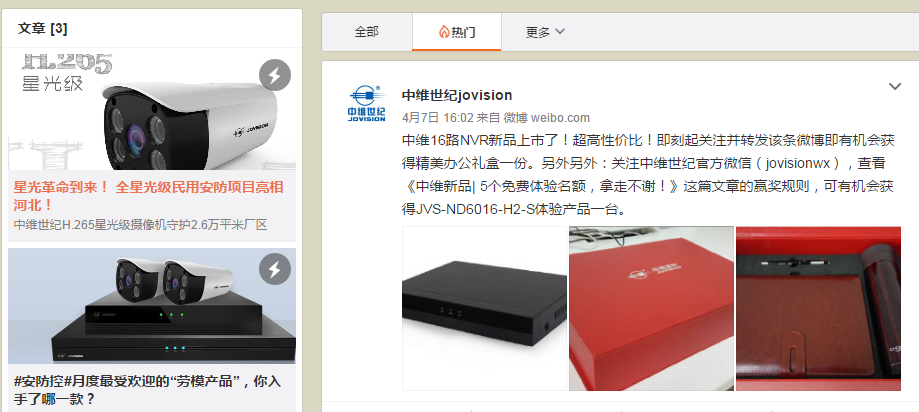 文章 [3]
H.265
星光级
JOVISION
星光革命到来！ 全星光级民用安防项目亮相
河北！
中维世纪H.265星光级摄像机守护2.6万平米厂区
#安防控#月度最受欢迎的“劳模产品”，你入
手了哪一款？
全部
热门
更多
中维世纪
JOVISION
中维世纪jovision
4月7日 16:02 来自 微博 weibo.com
中维16路NVR新品上市了！超高性价比！即刻起关注并转发该条微博即有机会获
得精美办公礼盒一份。另外另外：关注中维世纪官方微信（jovisionwx），查看
《中维新品| 5个免费体验名额，拿走不谢！》这篇文章的赢奖规则，可有机会获
得JVS-ND6016-H2-S体验产品一台。
中维世纪